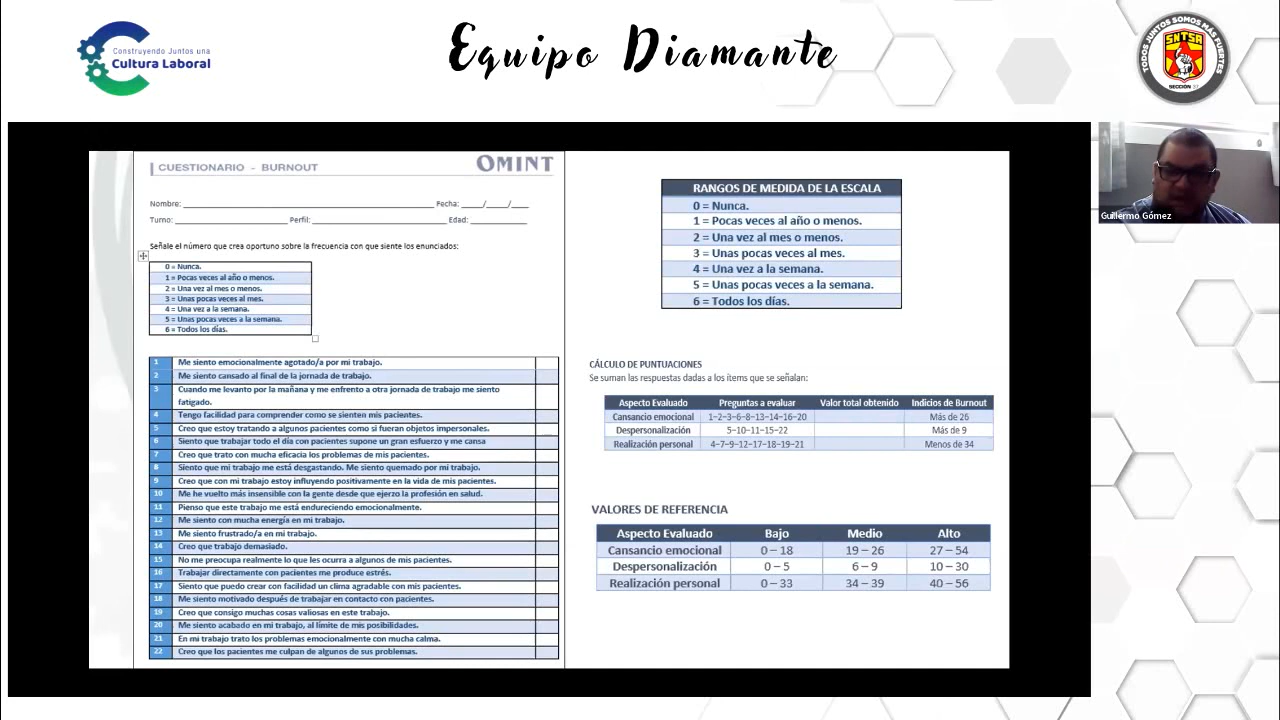 Construyendo Juntos una
Cultura Laboral
Equipo Diamante
TODOS JUNTOS SOMOS MÁS FUERTES
SNTSA
SECCIÓN 37
Guillermo Gómez
CUESTIONARIO - BURNOUT
OMINT
Nombre: Fecha: / /
Turno: Perfil: Edad:
Señale el número que crea oportuno sobre la frecuencia con que siente los enunciados:
0 = Nunca.
1 = Pocas veces al año o menos.
2 = Una vez al mes o menos.
3 = Unas pocas veces al mes.
4 = Una vez a la semana.
5 = Unas pocas veces a la semana.
6 = Todos los días.
1 Me siento emocionalmente agotado/a por mi trabajo.
2 Me siento cansado al final de la jornada de trabajo.
3 Cuando me levanto por la mañana y me enfrento a otra jornada de trabajo me siento
fatigado.
4 Tengo facilidad para comprender como se sienten mis pacientes.
5 Creo que estoy tratando a algunos pacientes como si fueran objetos impersonales.
6 Siento que trabajar todo el día con pacientes supone un gran esfuerzo y me cansa
7 Creo que trato con mucha eficacia los problemas de mis pacientes.
8 Siento que mi trabajo me está desgastando. Me siento quemado por mi trabajo.
9 Creo que con mi trabajo estoy influyendo positivamente en la vida de mis pacientes.
10 Me he vuelto más insensible con la gente desde que ejerzo la profesión en salud.
11 Pienso que este trabajo me está endureciendo emocionalmente.
12 Me siento con mucha energía en mi trabajo.
13 Me siento frustrado/a en mi trabajo.
14 Creo que trabajo demasiado.
15 No me preocupa realmente lo que les ocurra a algunos de mis pacientes.
16 Trabajar directamente con pacientes me produce estrés.
17 Siento que puedo crear con facilidad un clima agradable con mis pacientes.
18 Me siento motivado después de trabajar en contacto con pacientes.
19 Creo que consigo muchas cosas valiosas en este trabajo.
20 Me siento acabado en mi trabajo, al límite de mis posibilidades.
21 En mi trabajo trato los problemas emocionalmente con mucha calma.
22 Creo que los pacientes me culpan de algunos de sus problemas.
RANGOS DE MEDIDA DE LA ESCALA
0 = Nunca.
1 = Pocas veces al año o menos.
2 = Una vez al mes o menos.
3 = Unas pocas veces al mes.
4 = Una vez a la semana.
5 = Unas pocas veces a la semana.
6 = Todos los días.
CÁLCULO DE PUNTUACIONES
Se suman las respuestas dadas a los ítems que se señalan:
Aspecto Evaluado Preguntas a evaluar Valor total obtenido Indicios de Burnout
Cansancio emocional 1-2-3-6-8-13-14-16-20 Más de 26
Despersonalización 5-10-11-15-22 Más de 9
Realización personal 4-7-9-12-17-18-19-21 Menos de 34
VALORES DE REFERENCIA
Aspecto Evaluado Bajo Medio Alto
Cansancio emocional 0 – 18 19 – 26 27 – 54
Despersonalización 0 – 5 6 – 9 10 – 30
Realización personal 0 – 33 34 – 39 40 – 56